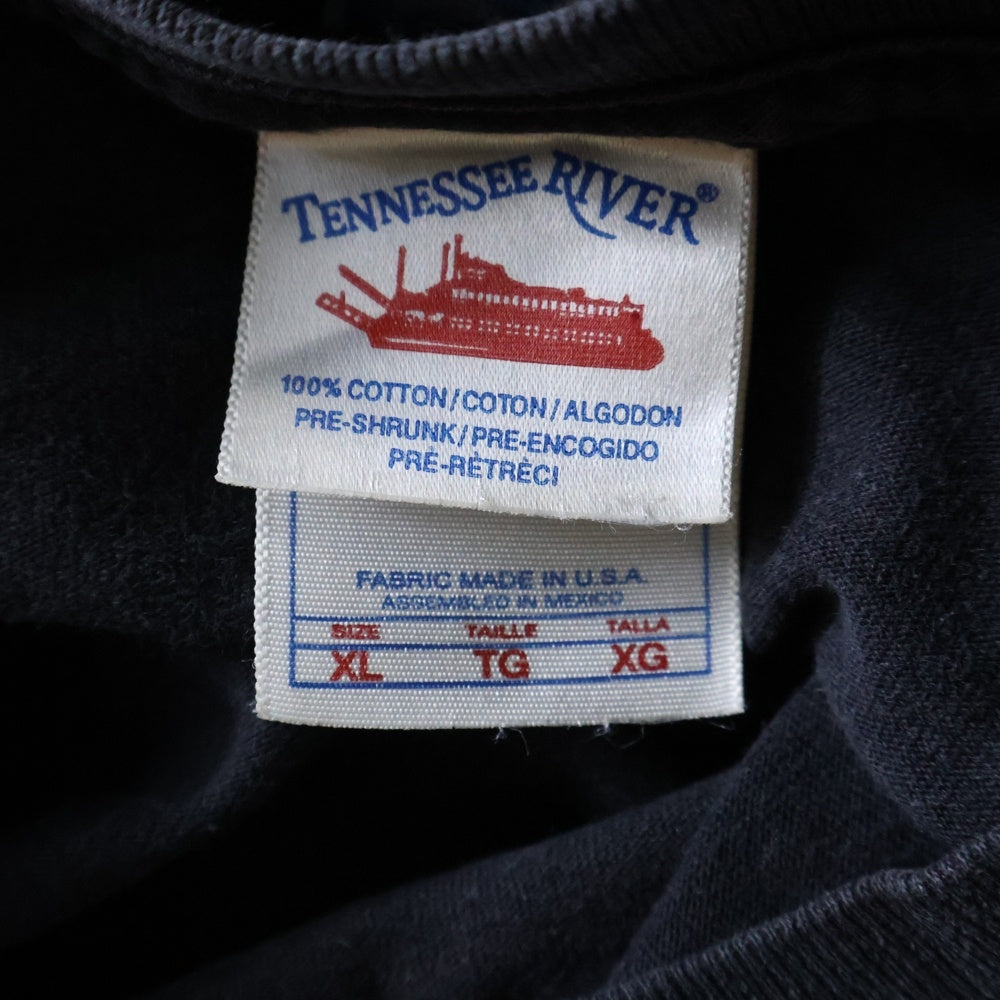 TENNESSEE RIVER®
100% COTTON/COTON/ALGODON
PRE-SHRUNK/PRE-ENCOGIDO
PRÉ-RÈTRÈCI
FABRIC MADE IN U.S.A.
ASSEMBLED IN MEXICO
SIZE TAILLE TALLA
XL TG XG